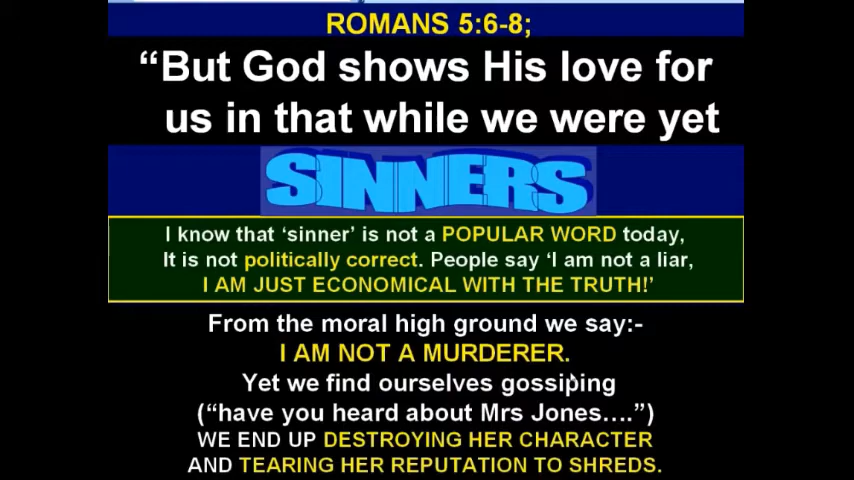 ROMANS 5:6-8;
“But God shows His love for
us in that while we were yet
SINNERS
I know that ‘sinner’ is not a POPULAR WORD today,
It is not politically correct. People say ‘I am not a liar,
I AM JUST ECONOMICAL WITH THE TRUTH!’
From the moral high ground we say:-
I AM NOT A MURDERER.
Yet we find ourselves gossiping
(“have you heard about Mrs Jones….”)
WE END UP DESTROYING HER CHARACTER
AND TEARING HER REPUTATION TO SHREDS.